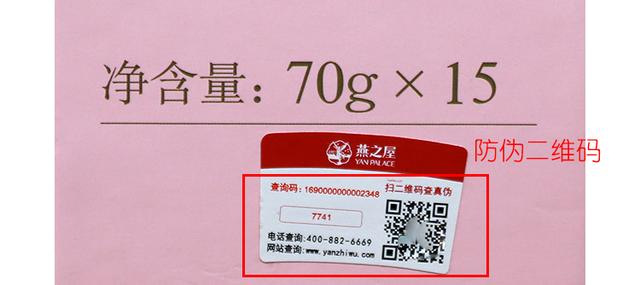 净含量：70g × 15
燕之屋
YAN PALACE
防伪二维码
查询码：1690000000002348
扫二维码查真伪
7741
电话查询:400-882-6669
网站查询:www.yanzhiwu.com